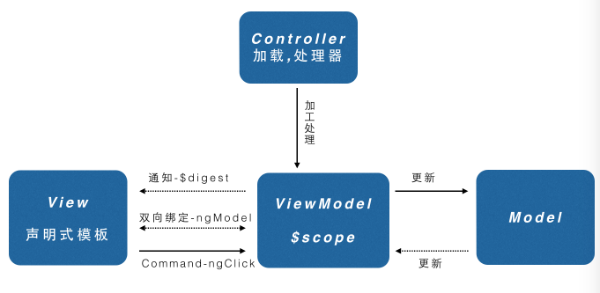 Controller
加载,处理器
加工处理
通知-$digest
更新
View
声明式模板
双向绑定-ngModel
ViewModel
$scope
Model
Command-ngClick
更新